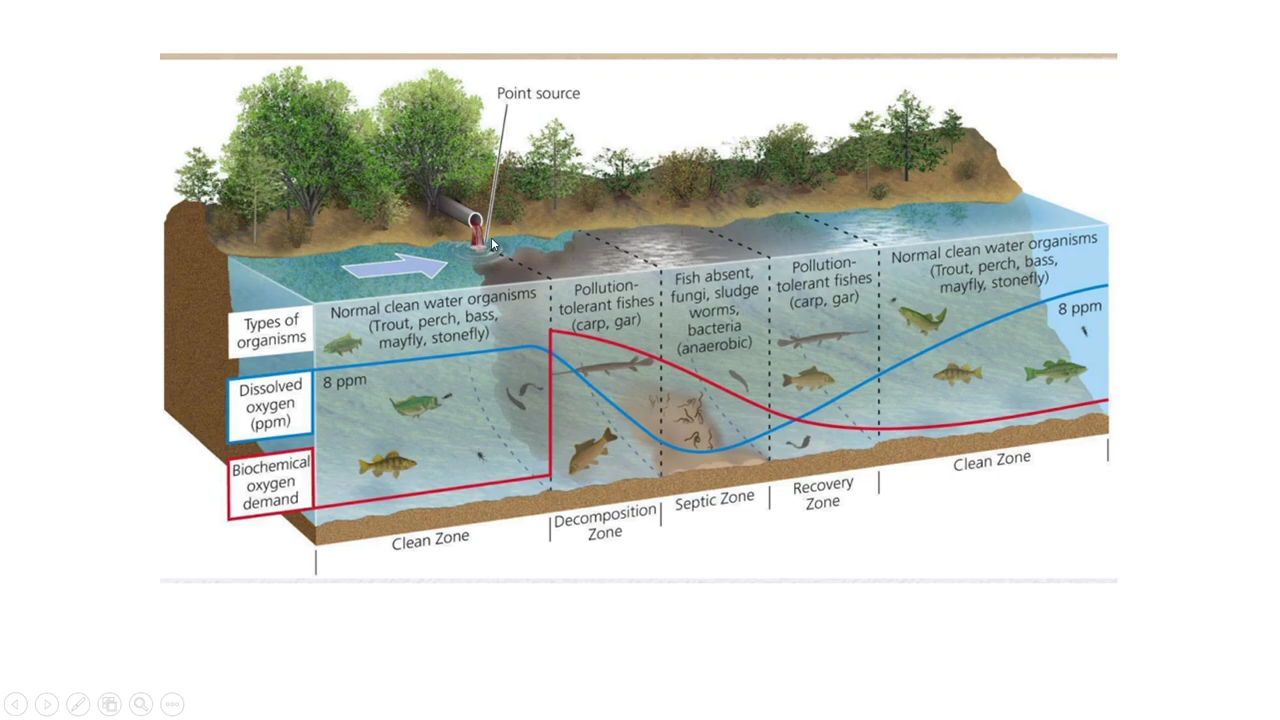 Point source
Types of
organisms
Normal clean water organisms
(Trout, perch, bass,
mayfly, stonefly)
Pollution-
tolerant fishes
(carp, gar)
Fish absent,
fungi, sludge
worms,
bacteria
(anaerobic)
Pollution-
tolerant fishes
(carp, gar)
Normal clean water organisms
(Trout, perch, bass,
mayfly, stonefly)
Dissolved
oxygen
(ppm)
8 ppm
8 ppm
Biochemical
oxygen
demand
Clean Zone
Decomposition
Zone
Septic Zone
Recovery
Zone
Clean Zone